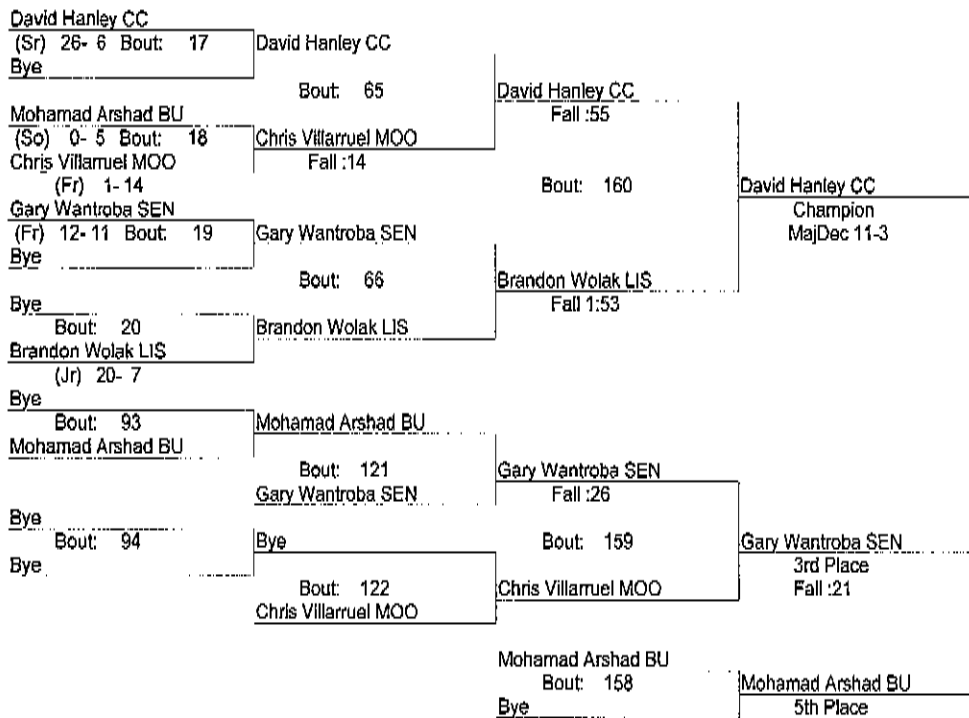 David Hanley CC
(Sr) 26- 6 Bout: 17
Bye
David Hanley CC
Bout: 65
Mohamad Arshad BU
(So) 0- 5 Bout: 18
Chris Villarruel MOO
(Fr) 1- 14
Chris Villarruel MOO
Fall :14
David Hanley CC
Fall :55
Gary Wantroba SEN
(Fr) 12- 11 Bout: 19
Bye
Gary Wantroba SEN
Bout: 66
Bye
Bout: 20
Brandon Wolak LIS
(Jr) 20- 7
Brandon Wolak LIS
Brandon Wolak LIS
Fall 1:53
Bout: 160
David Hanley CC
Champion
MajDec 11-3
Bye
Bout: 93
Mohamad Arshad BU
Mohamad Arshad BU
Bout: 121
Gary Wantroba SEN
Gary Wantroba SEN
Fall :26
Bye
Bout: 94
Bye
Bye
Bout: 122
Chris Villarruel MOO
Chris Villarruel MOO
Bout: 159
Gary Wantroba SEN
3rd Place
Fall :21
Mohamad Arshad BU
Bout: 158
Bye
Mohamad Arshad BU
5th Place